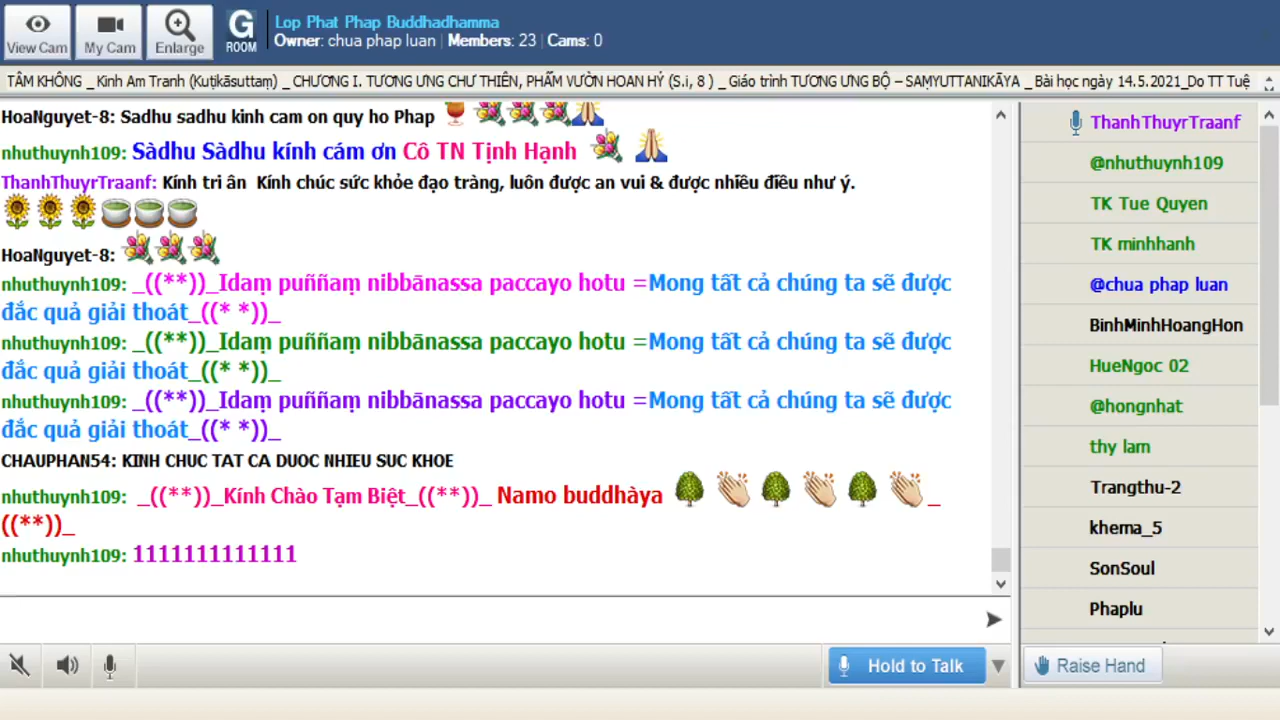 Lop Phat Phap Buddhadhamma
View Cam My Cam Enlarge G ROOM Owner: chua phap luan | Members: 23 | Cams: 0
TÂM KHÔNG _ Kinh Am Tranh (Kuṭikāsuttaṃ) _ CHƯƠNG I. TƯƠNG ƯNG CHƯ THIÊN, PHẨM VƯỜN HOAN HỶ (S.i, 8 ) _ Giáo trình TƯƠNG ƯNG BỘ – SAṂYUTTANIKĀYA _ Bài học ngày 14.5.2021_Do TT Tuệ
HoaNguyet-8: Sadhu sadhu kinh cam on quy ho Phap
nhuthuynh109: Sàdhu Sàdhu kính cám ơn Cô TN Tịnh Hạnh
ThanhThuyrTraanf: Kính tri ân Kính chúc sức khỏe đạo tràng, luôn được an vui & được nhiều điều như ý.
HoaNguyet-8:
nhuthuynh109: _((**))_Idaṃ puññaṃ nibbānassa paccayo hotu =Mong tất cả chúng ta sẽ được
đắc quả giải thoát_((* *))_
nhuthuynh109: _((**))_Idaṃ puññaṃ nibbānassa paccayo hotu =Mong tất cả chúng ta sẽ được
đắc quả giải thoát_((* *))_
nhuthuynh109: _((**))_Idaṃ puññaṃ nibbānassa paccayo hotu =Mong tất cả chúng ta sẽ được
đắc quả giải thoát_((* *))_
CHAUPHAN54: KINH CHUC TAT CA DUOC NHIEU SUC KHOE
nhuthuynh109: _((**))_Kính Chào Tạm Biệt_((**))_ Namo buddhàya _
((**))_
nhuthuynh109: 1111111111111
Hold to Talk
ThanhThuyrTraanf
@nhuthuynh109
TK Tue Quyen
TK minhhanh
@chua phap luan
BinhMinhHoangHon
HueNgoc 02
@hongnhat
thy lam
Trangthu-2
khema_5
SonSoul
Phaplu
Raise Hand